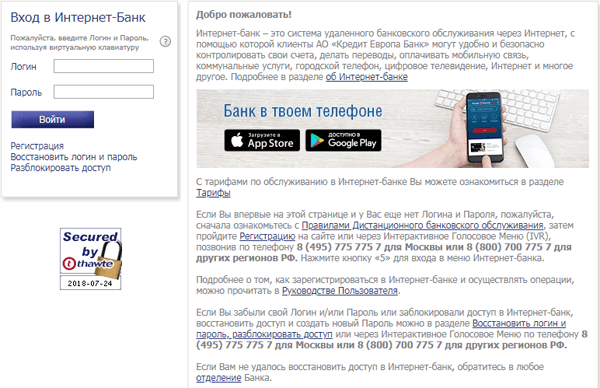 Вход в Интернет-Банк
Пожалуйста, введите Логин и Пароль,
используя виртуальную клавиатуру
?
Логин
Пароль
Войти
Регистрация
Восстановить логин и пароль
Разблокировать доступ
Secured
by
thawte
2018-07-24
Добро пожаловать!
Интернет-банк – это система удаленного банковского обслуживания через Интернет, с
помощью которой клиенты АО «Кредит Европа Банк» могут удобно и безопасно
контролировать свои счета, делать переводы, оплачивать мобильную связь,
коммунальные услуги, городской телефон, цифровое телевидение, Интернет и многое
другое. Подробнее в разделе об Интернет-банке
Банк в твоем телефоне
Загрузите в
App Store
ДОСТУПНО В
Google Play
С тарифами по обслуживанию в Интернет-банке Вы можете ознакомиться в разделе
Тарифы
Если Вы впервые на этой странице и у Вас еще нет Логина и Пароля, пожалуйста,
сначала ознакомьтесь с Правилами Дистанционного банковского обслуживания, затем
пройдите Регистрацию на сайте или через Интерактивное Голосовое Меню (IVR),
позвонив по телефону 8 (495) 775 775 7 для Москвы или 8 (800) 700 775 7 для
других регионов РФ. Нажмите кнопку «5» для входа в меню Интернет-банка.
Подробнее о том, как зарегистрироваться в Интернет-банке и осуществлять операции,
можно прочитать в Руководстве Пользователя.
Если Вы забыли свой Логин и/или Пароль или заблокировали доступ в Интернет-банк,
восстановить доступ и создать новый Пароль можно в разделе Восстановить логин и
пароль, разблокировать доступ или через Интерактивное Голосовое Меню по телефону 8
(495) 775 775 7 для Москвы или 8 (800) 700 775 7 для других регионов РФ.
Если Вам не удалось восстановить доступ в Интернет-банк, обратитесь в любое
отделение Банка.